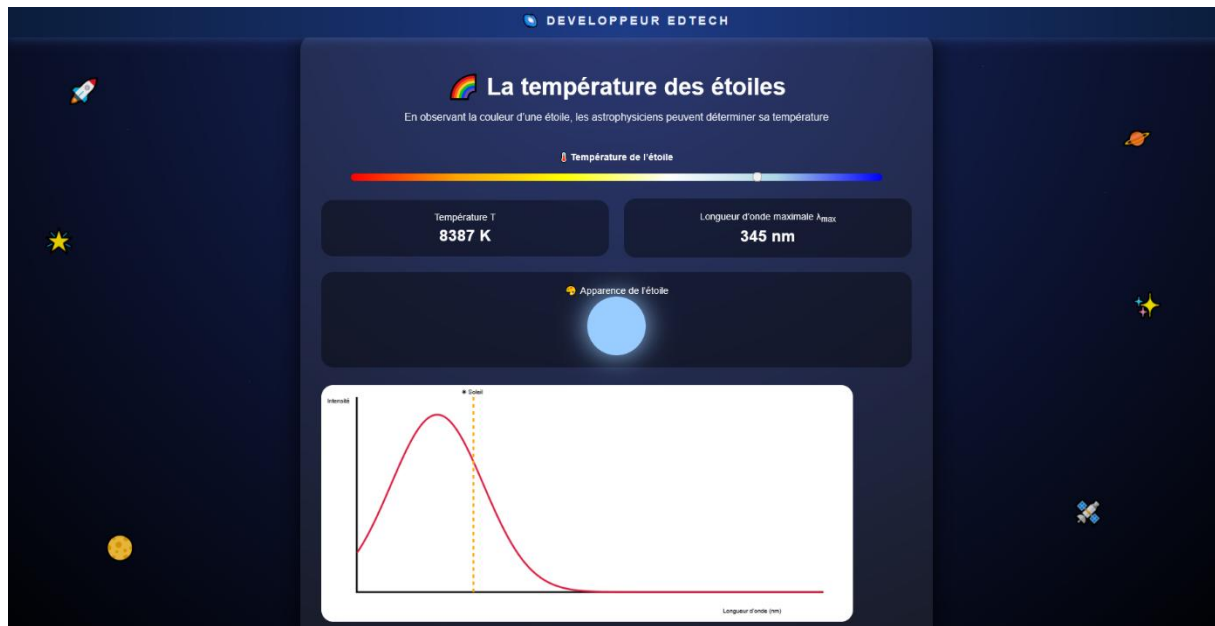 DEVELOPPEUR EDTECH
La température des étoiles
En observant la couleur d'une étoile, les astrophysiciens peuvent déterminer sa température
Température de l'étoile
Température T
8387 K
Longueur d'onde maximale λmax
345 nm
Apparence de l'étoile
Soleil
Intensité
Longueur d'onde (nm)